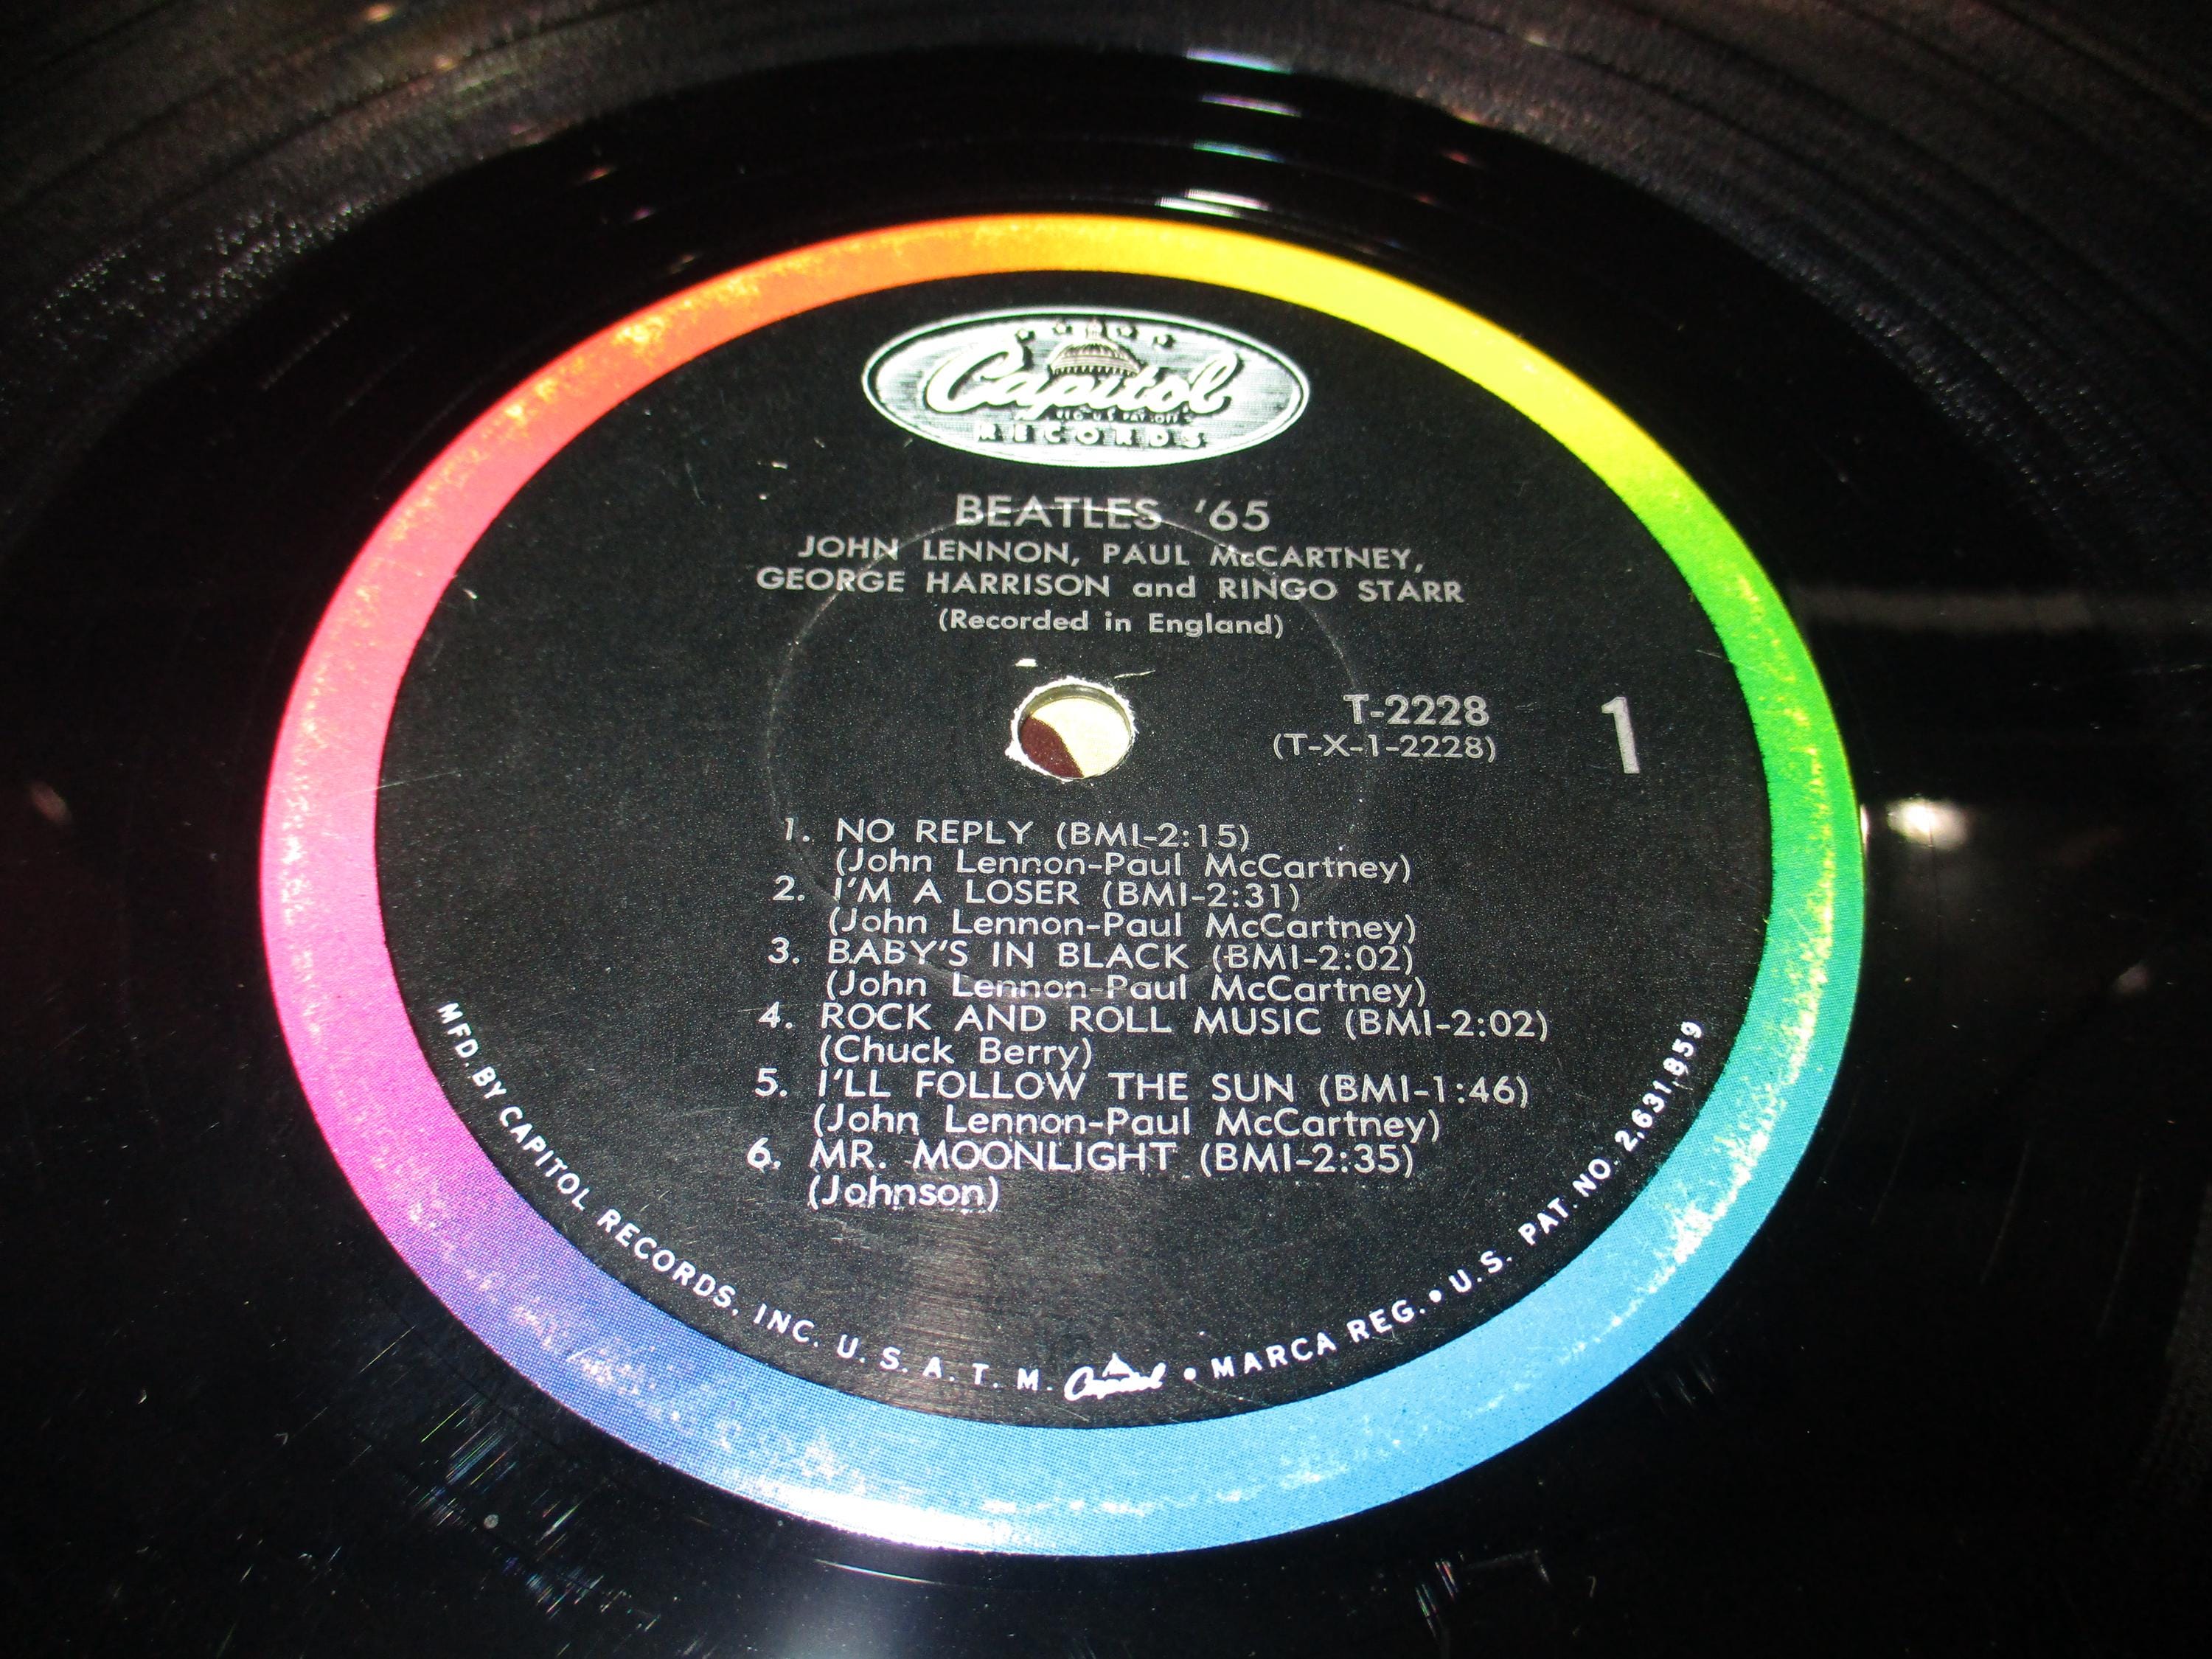 Capitol
REG. U.S. PAT. OFF.
RECORDS
BEATLES '65
JOHN LENNON, PAUL McCARTNEY,
GEORGE HARRISON and RINGO STARR
(Recorded in England)
T-2228
(T-X-1-2228)
1
1. NO REPLY (BMI-2:15)
(John Lennon-Paul McCartney)
2. I'M A LOSER (BMI-2:31)
(John Lennon-Paul McCartney)
3. BABY'S IN BLACK (BMI-2:02)
(John Lennon-Paul McCartney)
4. ROCK AND ROLL MUSIC (BMI-2:02)
(Chuck Berry)
5. I'LL FOLLOW THE SUN (BMI-1:46)
(John Lennon-Paul McCartney)
6. MR. MOONLIGHT (BMI-2:35)
(Johnson)
MFD. BY CAPITOL RECORDS, INC. U.S.A. T.M. Capitol • MARCA REG. • U.S. PAT. NO. 2,631,859